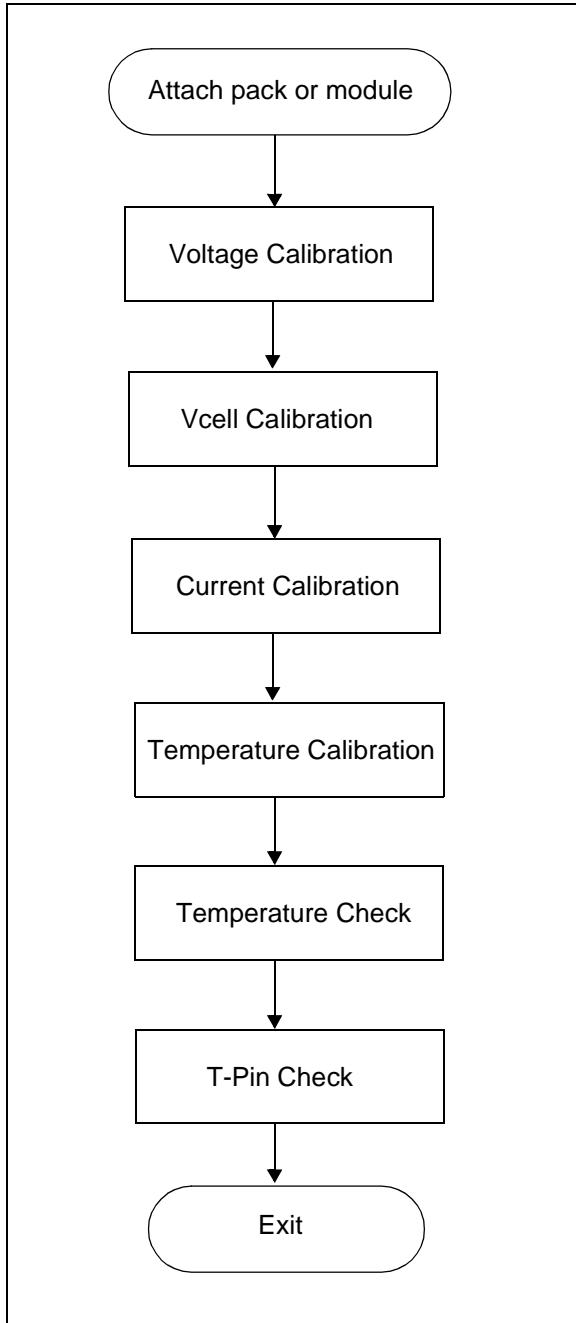 Attach pack or module
Voltage Calibration
Vcell Calibration
Current Calibration
Temperature Calibration
Temperature Check
T-Pin Check
Exit